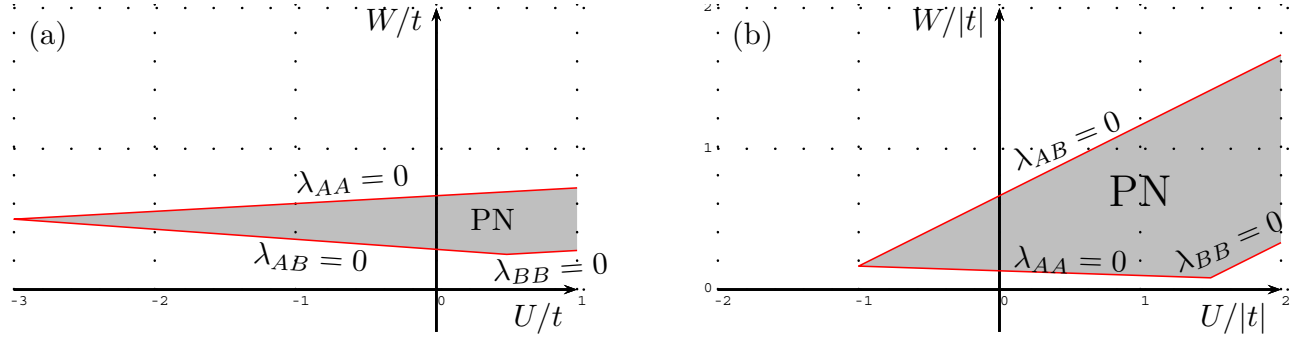 (a)
W/t
λ_{AA} = 0
PN
λ_{AB} = 0
λ_{BB} = 0
-3 -2 -1 0 1
U/t
(b)
W/|t|
2
λ_{AB} = 0
1
PN
λ_{BB} = 0
λ_{AA} = 0
0
-2 -1 0 1 2
U/|t|